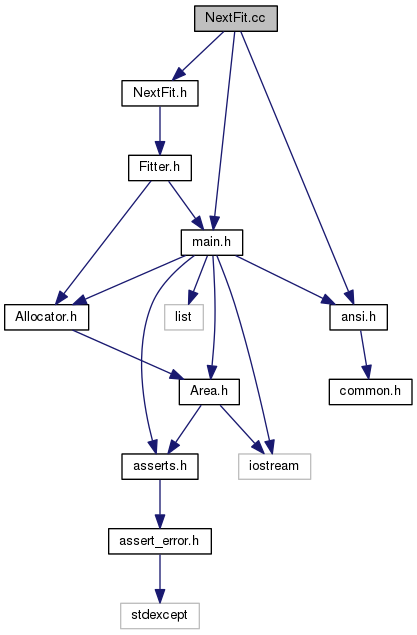 NextFit.cc
NextFit.h
Fitter.h
main.h
Allocator.h
list
ansi.h
Area.h
common.h
asserts.h
iostream
assert_error.h
stdexcept